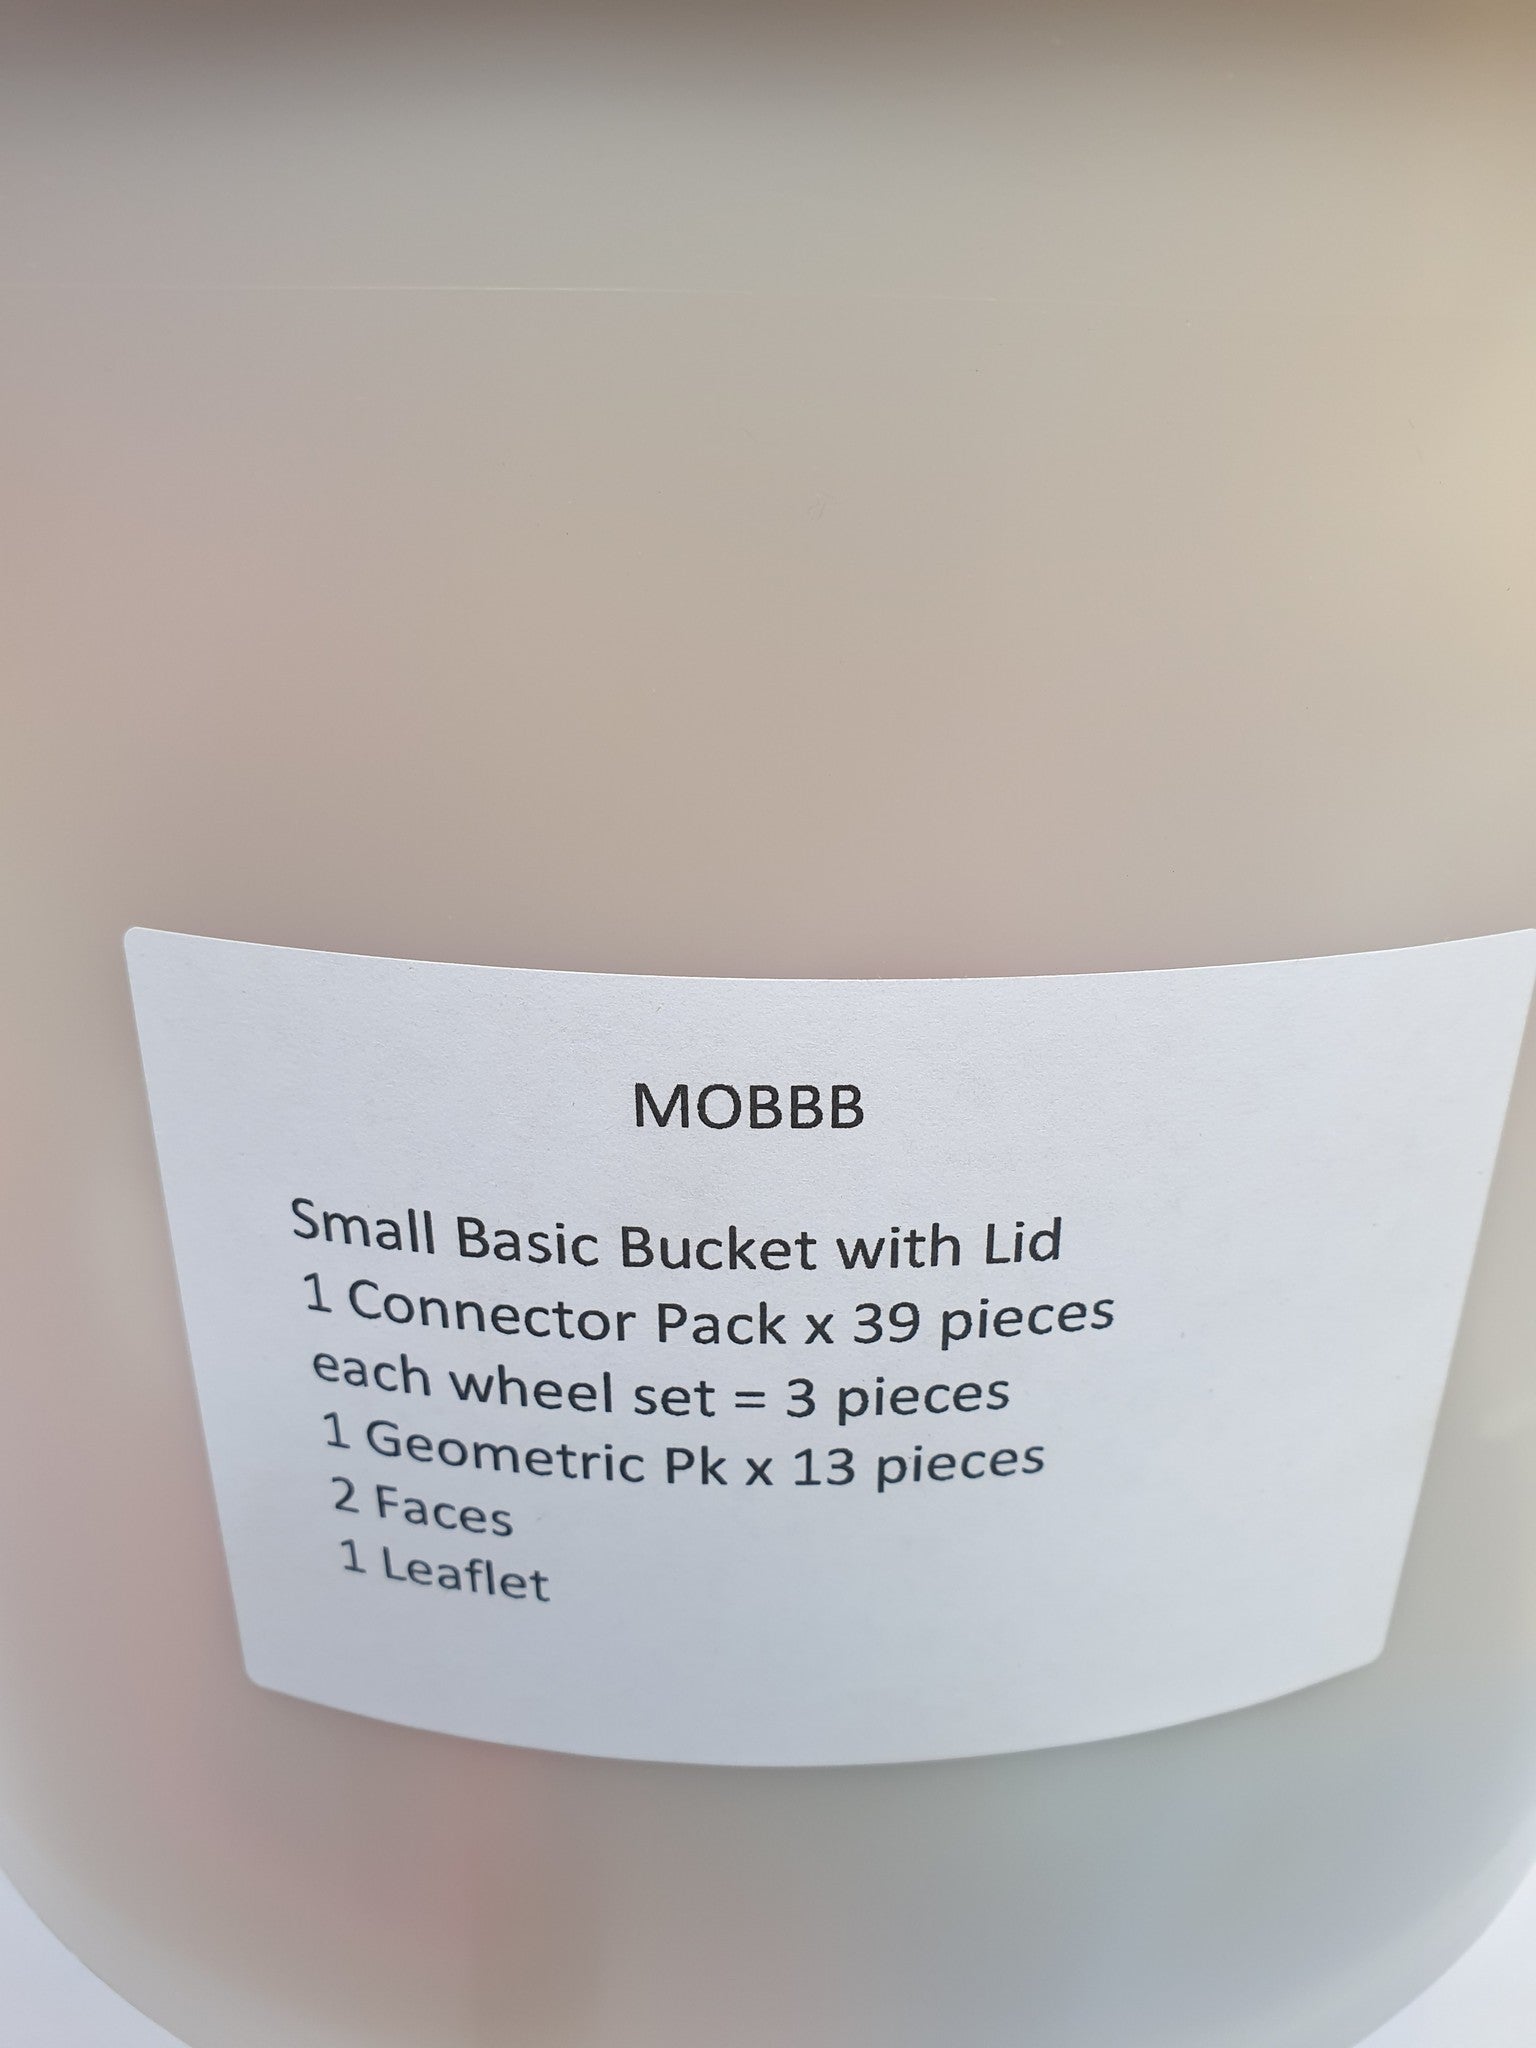 MOBBB
Small Basic Bucket with Lid
1 Connector Pack x 39 pieces
each wheel set = 3 pieces
1 Geometric Pk x 13 pieces
2 Faces
1 Leaflet